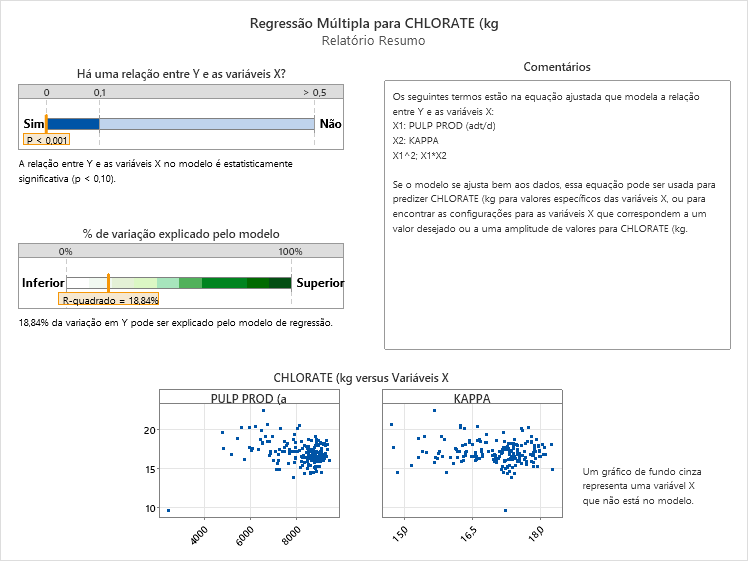 Regressão Múltipla para CHLORATE (kg
Relatório Resumo
Há uma relação entre Y e as variáveis X?
0 0,1 > 0,5
Sim Não
P < 0,001
A relação entre Y e as variáveis X no modelo é estatisticamente
significativa (p < 0,10).
% de variação explicado pelo modelo
0% 100%
Inferior Superior
R-quadrado = 18,84%
18,84% da variação em Y pode ser explicado pelo modelo de regressão.
Comentários
Os seguintes termos estão na equação ajustada que modela a relação
entre Y e as variáveis X:
X1: PULP PROD (adt/d)
X2: KAPPA
X1^2; X1*X2
Se o modelo se ajusta bem aos dados, essa equação pode ser usada para
predizer CHLORATE (kg para valores específicos das variáveis X, ou para
encontrar as configurações para as variáveis X que correspondem a um
valor desejado ou a uma amplitude de valores para CHLORATE (kg.
CHLORATE (kg versus Variáveis X
PULP PROD (a KAPPA
20
15
10
4000 6000 8000 15,0 16,5 18,0
Um gráfico de fundo cinza
representa uma variável X
que não está no modelo.